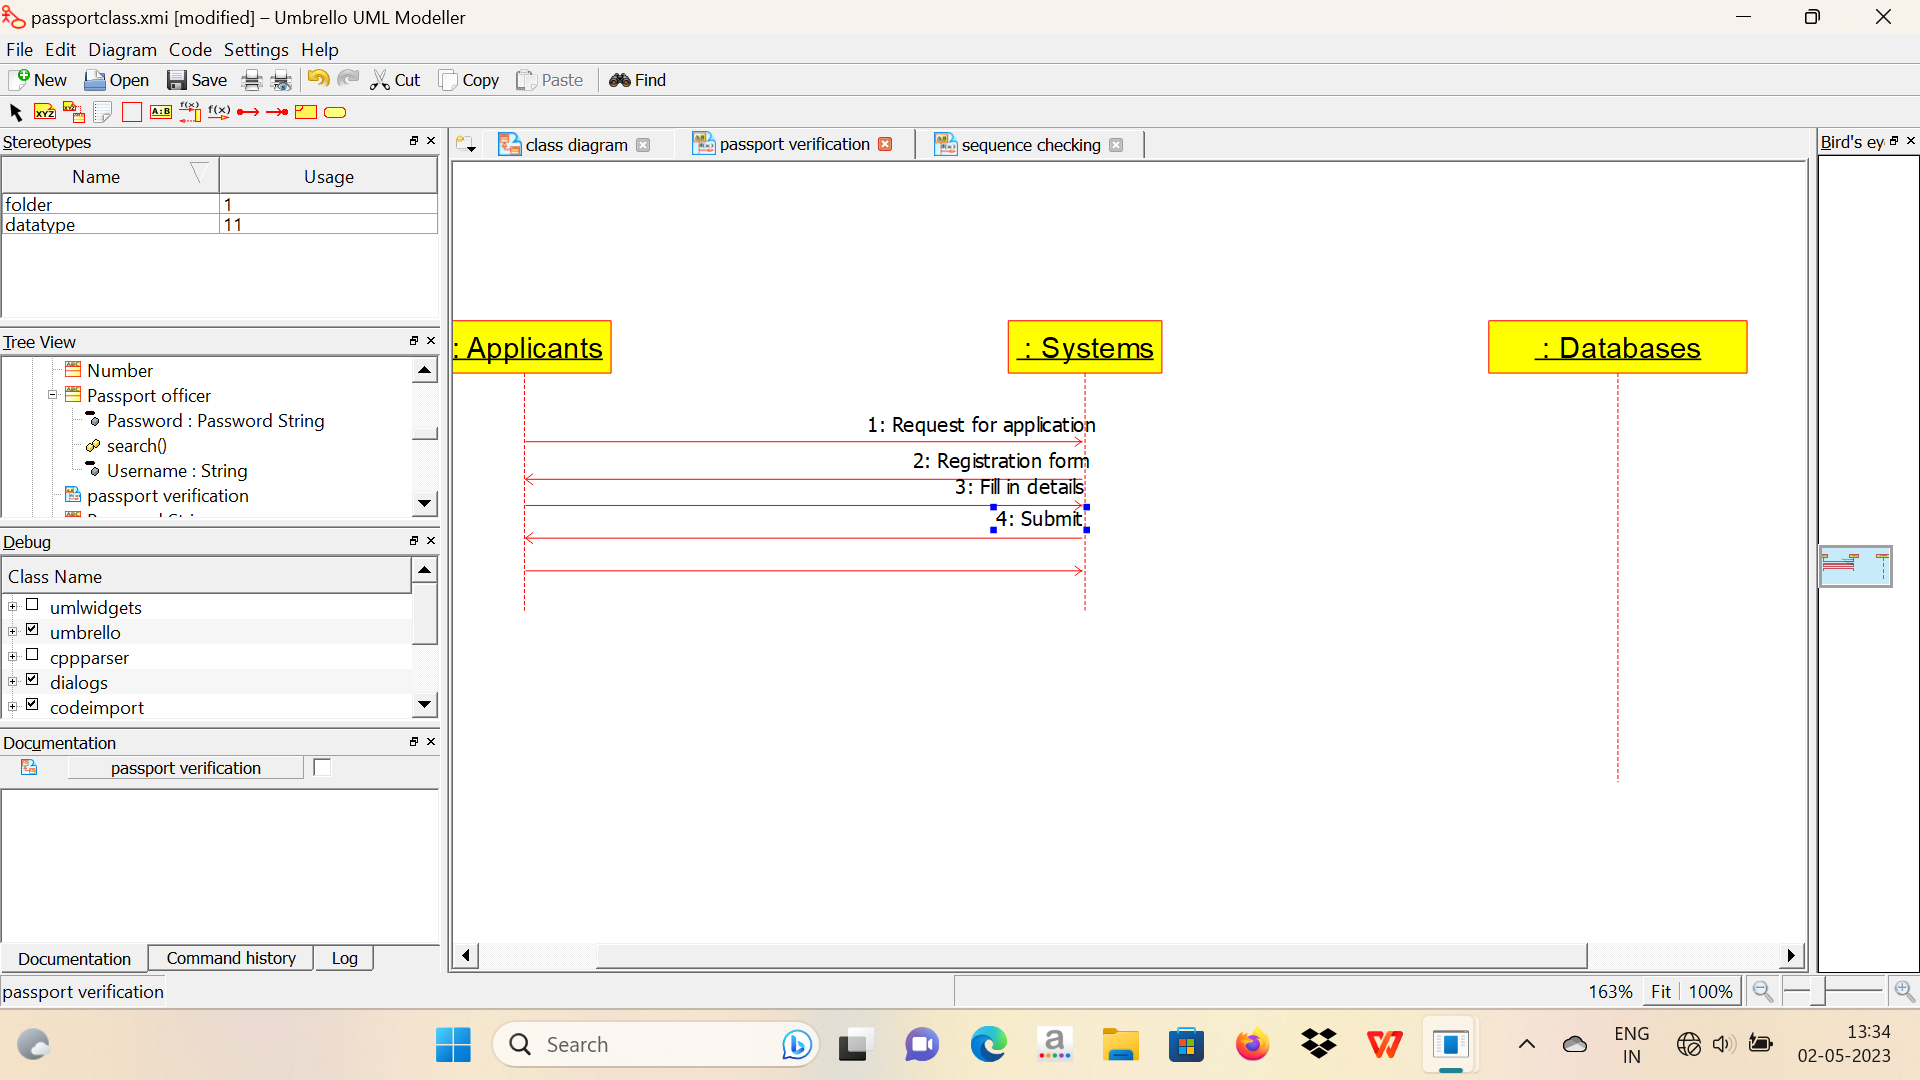 passportclass.xmi [modified] – Umbrello UML Modeller
File Edit Diagram Code Settings Help
New Open Save Cut Copy Paste Find
XYZ XYZ A:B f(x) f(x)
Stereotypes
Name Usage
folder 1
datatype 11
Tree View
Number
Passport officer
Password : Password String
search()
Username : String
passport verification
Debug
Class Name
umlwidgets
umbrello
cppparser
dialogs
codeimport
Documentation
passport verification
Documentation Command history Log
passport verification
class diagram passport verification sequence checking
: Applicants : Systems : Databases
1: Request for application
2: Registration form
3: Fill in details
4: Submit
Bird's ey
163% Fit 100%
Search
ENG
IN
13:34
02-05-2023